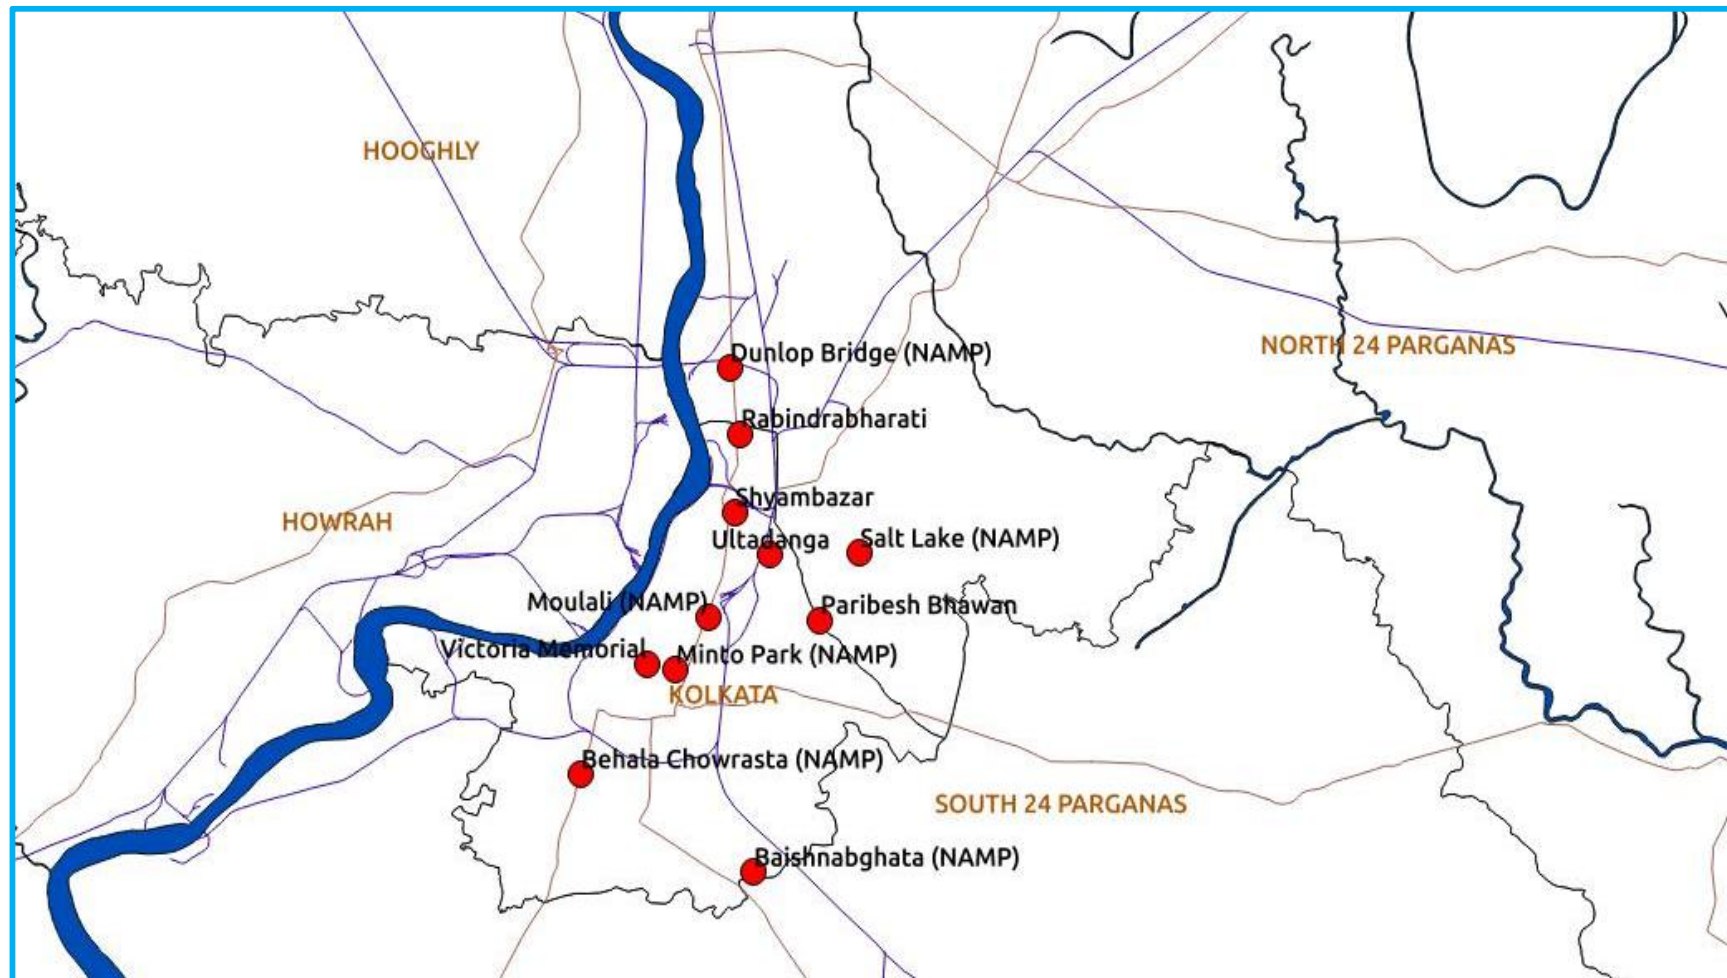 HOOGHLY
NORTH 24 PARGANAS
Dunlop Bridge (NAMP)
Rabindrabharati
Shyambazar
HOWRAH
Ultadanga
Salt Lake (NAMP)
Moulali (NAMP)
Paribesh Bhawan
Victoria Memorial
Minto Park (NAMP)
KOLKATA
Behala Chowrasta (NAMP)
SOUTH 24 PARGANAS
Baishnabghata (NAMP)